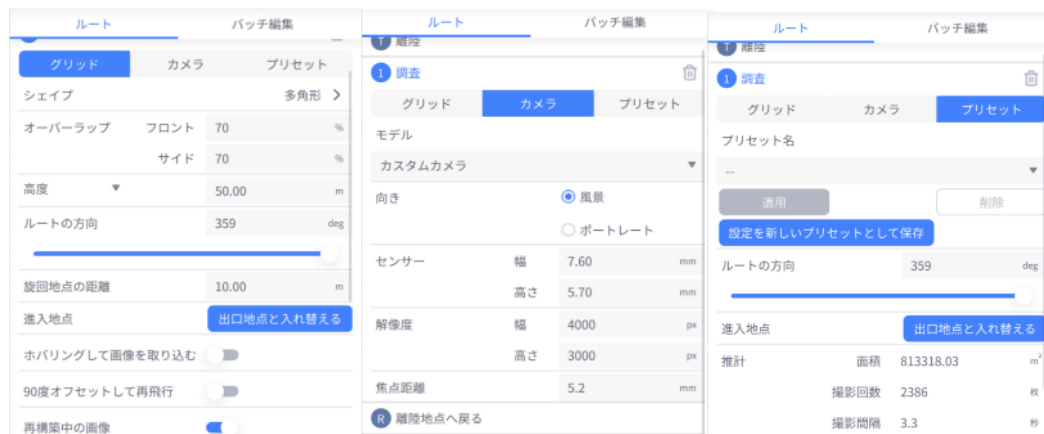 ルート バッチ編集
グリッド カメラ プリセット
シェイプ 多角形
オーバーラップ フロント 70 %
サイド 70 %
高度 50.00 m
ルートの方向 359 deg
旋回地点の距離 10.00 m
進入地点 出口地点と入れ替える
ホバリングして画像を取り込む
90度オフセットして再飛行
再構築中の画像
ルート バッチ編集
T 離陸
1 調査
グリッド カメラ プリセット
モデル
カスタムカメラ
向き 風景
ポートレート
センサー 幅 7.60 mm
高さ 5.70 mm
解像度 幅 4000 px
高さ 3000 px
焦点距離 5.2 mm
R 離陸地点へ戻る
ルート バッチ編集
T 離陸
1 調査
グリッド カメラ プリセット
プリセット名
--
適用 削除
設定を新しいプリセットとして保存
ルートの方向 359 deg
進入地点 出口地点と入れ替える
推計 面積 813318.03 m²
撮影回数 2386 枚
撮影間隔 3.3 秒